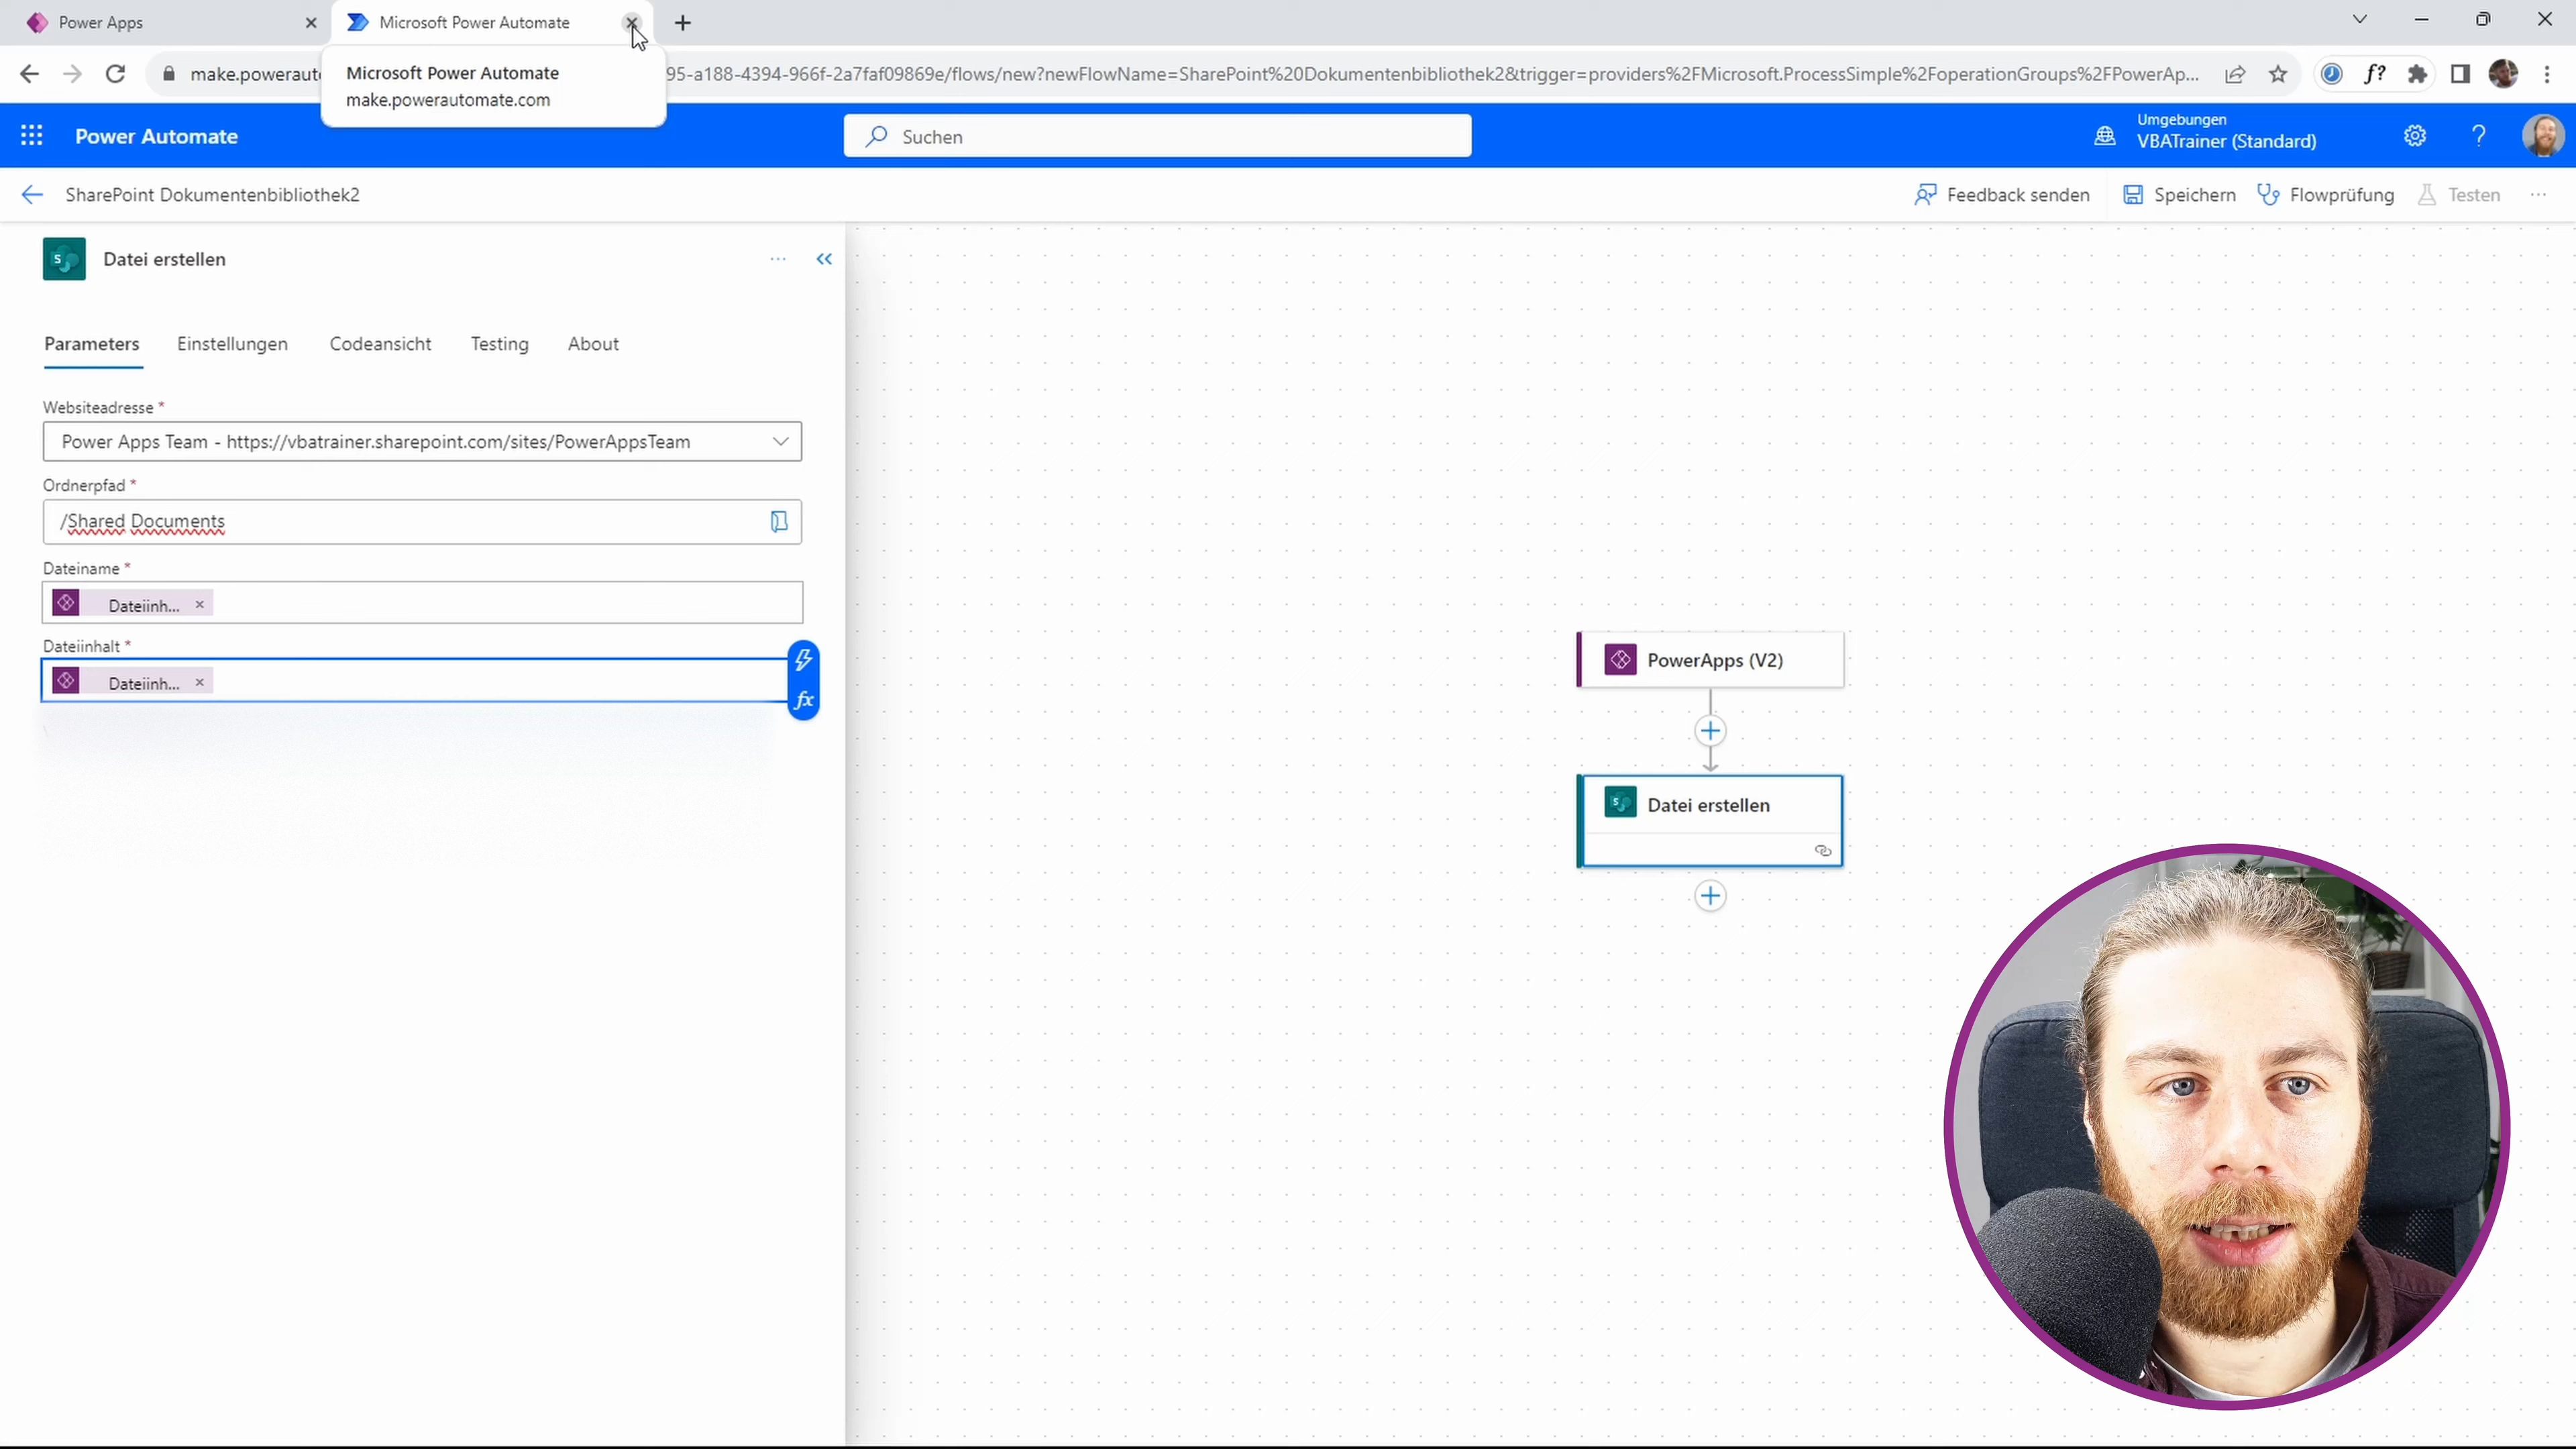 Power Apps
Microsoft Power Automate
make.powerauto
Microsoft Power Automate
make.powerautomate.com
95-a188-4394-966f-2a7faf09869e/flows/new?newFlowName=SharePoint%20Dokumentenbibliothek2&trigger=providers%2FMicrosoft.ProcessSimple%2FoperationGroups%2FPowerAp...
f?
Power Automate
Suchen
Umgebungen
VBATrainer (Standard)
?
SharePoint Dokumentenbibliothek2
Feedback senden
Speichern
Flowprüfung
Testen
...
S
Datei erstellen
...
Parameters
Einstellungen
Codeansicht
Testing
About
Websiteadresse *
Power Apps Team - https://vbatrainer.sharepoint.com/sites/PowerAppsTeam
Ordnerpfad *
/Shared Documents
Dateiname *
Dateiinh...
Dateiinhalt *
Dateiinh...
fx
PowerApps (V2)
S
Datei erstellen